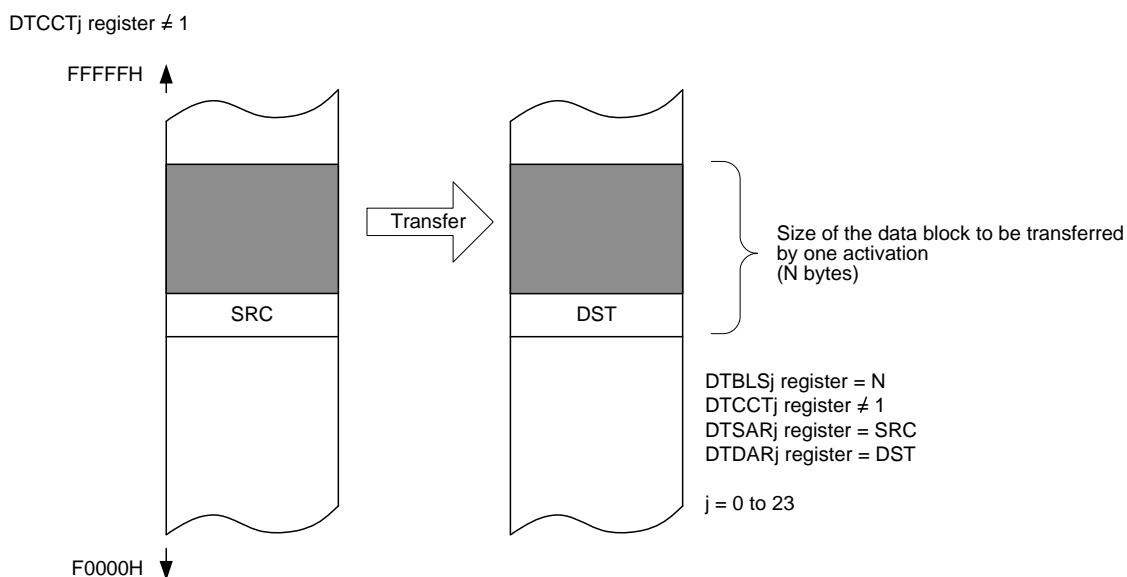 DTCCTj register ≠ 1
FFFFFH
Transfer
Size of the data block to be transferred
by one activation
(N bytes)
SRC
DST
DTBLSj register = N
DTCCTj register ≠ 1
DTSARj register = SRC
DTDARj register = DST
j = 0 to 23
F0000H